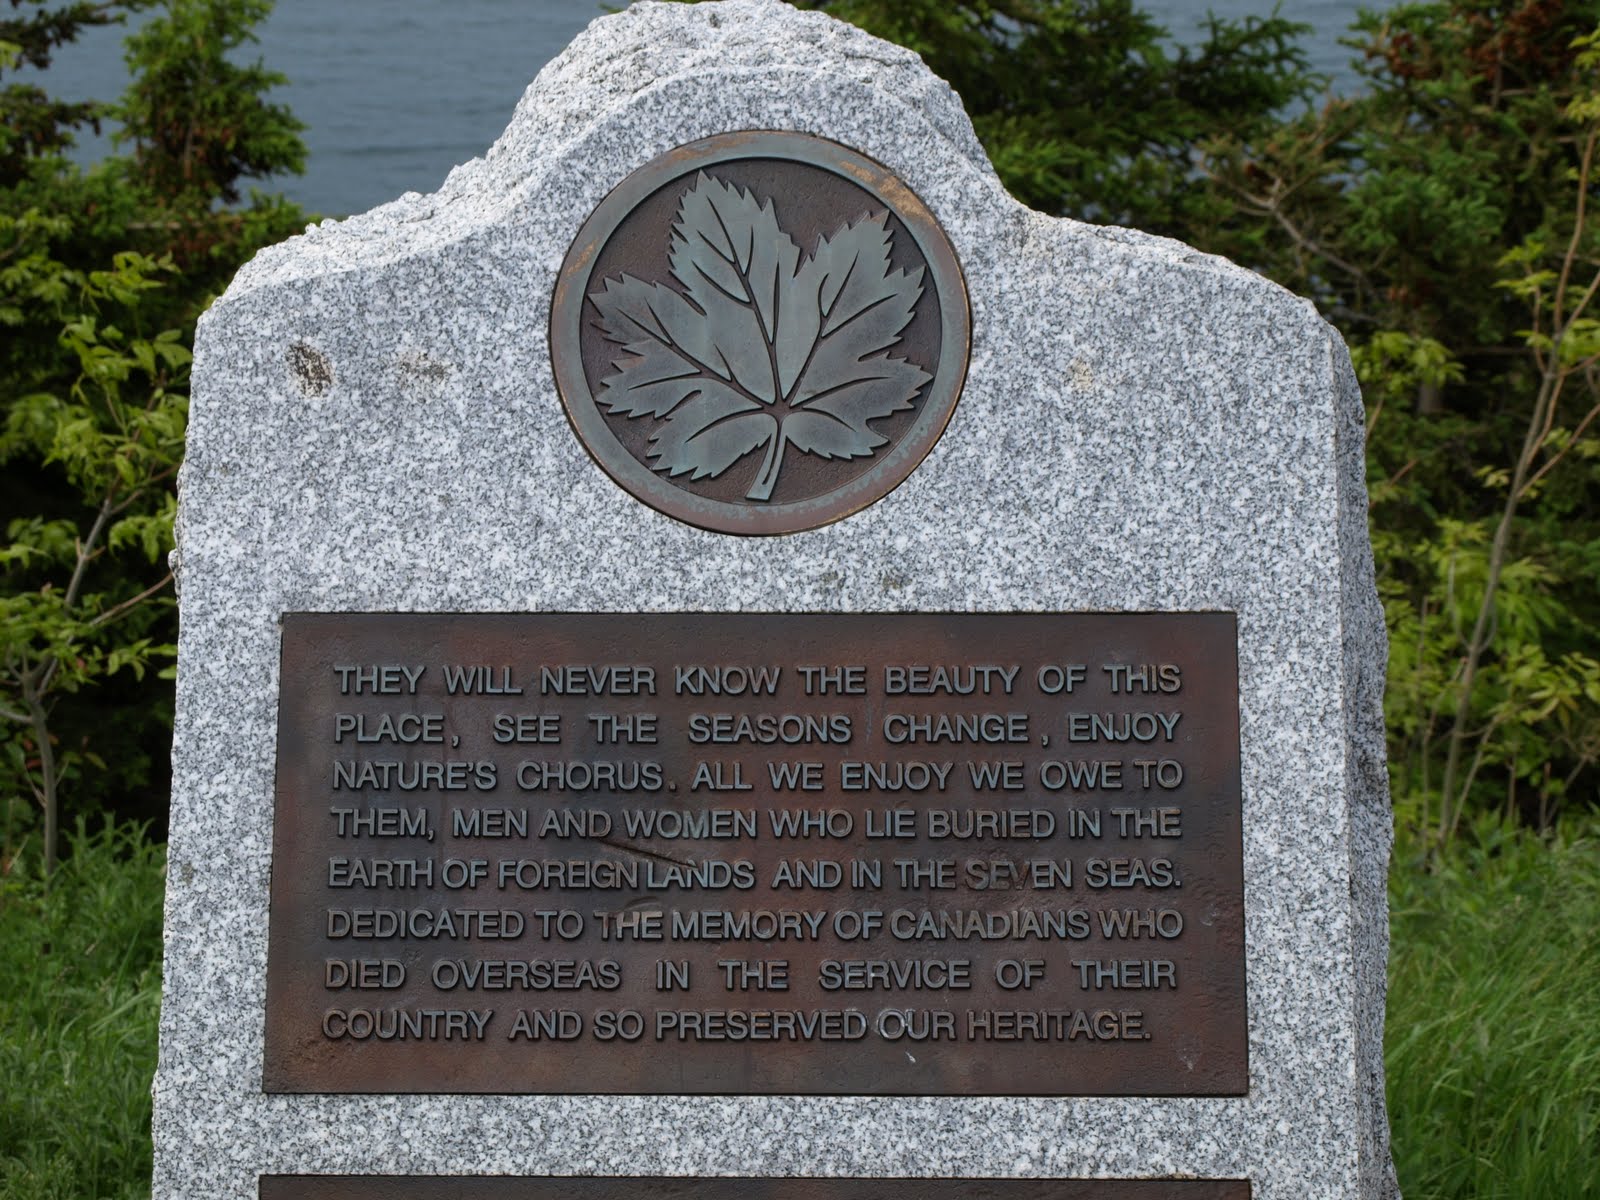 THEY WILL NEVER KNOW THE BEAUTY OF THIS
PLACE, SEE THE SEASONS CHANGE, ENJOY
NATURE'S CHORUS. ALL WE ENJOY WE OWE TO
THEM, MEN AND WOMEN WHO LIE BURIED IN THE
EARTH OF FOREIGN LANDS AND IN THE SEVEN SEAS.
DEDICATED TO THE MEMORY OF CANADIANS WHO
DIED OVERSEAS IN THE SERVICE OF THEIR
COUNTRY AND SO PRESERVED OUR HERITAGE.